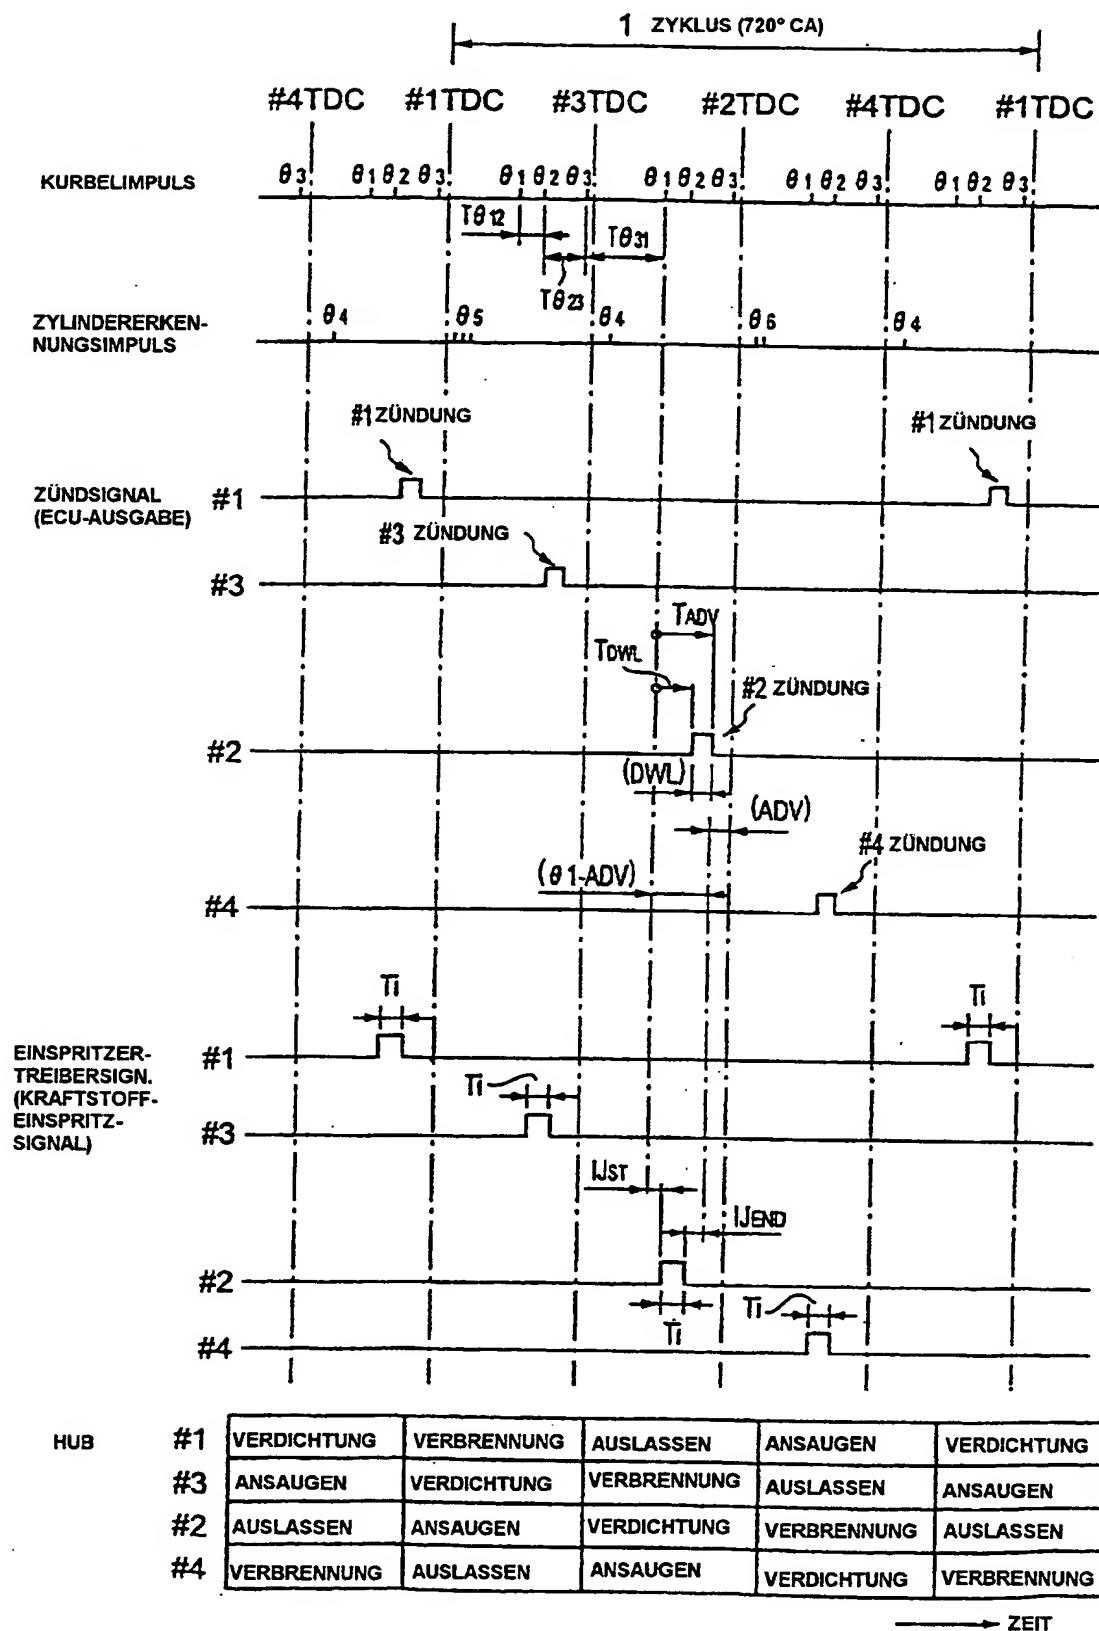 1 ZYKLUS (720° CA)
#4TDC #1TDC #3TDC #2TDC #4TDC #1TDC
KURBELIMPULS
θ3 θ1 θ2 θ3 θ1 θ2 θ3 θ1 θ2 θ3 θ1 θ2 θ3 θ1 θ2 θ3
Tθ12 Tθ31
Tθ23
ZYLINDERERKEN-
NUNGSIMPULS
θ4 θ5 θ4 θ6 θ4
#1 ZÜNDUNG #1 ZÜNDUNG
ZÜNDSIGNAL
(ECU-AUSGABE)
#1
#3 ZÜNDUNG
#3
TADV
TDWL
#2 ZÜNDUNG
#2
(DWL)
(ADV)
#4 ZÜNDUNG
(θ1-ADV)
#4
Ti Ti
EINSPRITZER-
TREIBERSIGN.
(KRAFTSTOFF-
EINSPRITZ-
SIGNAL)
#1
Ti
#3
IJST
IJEND
#2
Ti Ti
#4
HUB
#1 VERDICHTUNG VERBRENNUNG AUSLASSEN ANSAUGEN VERDICHTUNG
#3 ANSAUGEN VERDICHTUNG VERBRENNUNG AUSLASSEN ANSAUGEN
#2 AUSLASSEN ANSAUGEN VERDICHTUNG VERBRENNUNG AUSLASSEN
#4 VERBRENNUNG AUSLASSEN ANSAUGEN VERDICHTUNG VERBRENNUNG
ZEIT